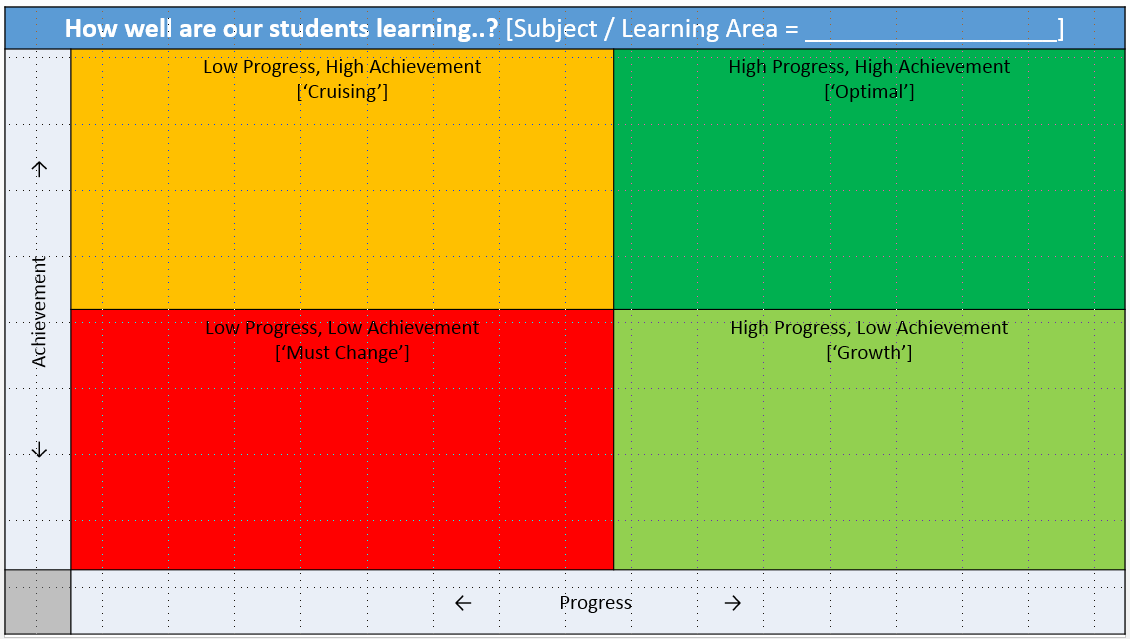 How well are our students learning..? [Subject / Learning Area = ___________________]
Low Progress, High Achievement
[‘Cruising’]
High Progress, High Achievement
[‘Optimal’]
↑
Achievement
↓
Low Progress, Low Achievement
[‘Must Change’]
High Progress, Low Achievement
[‘Growth’]
← Progress →